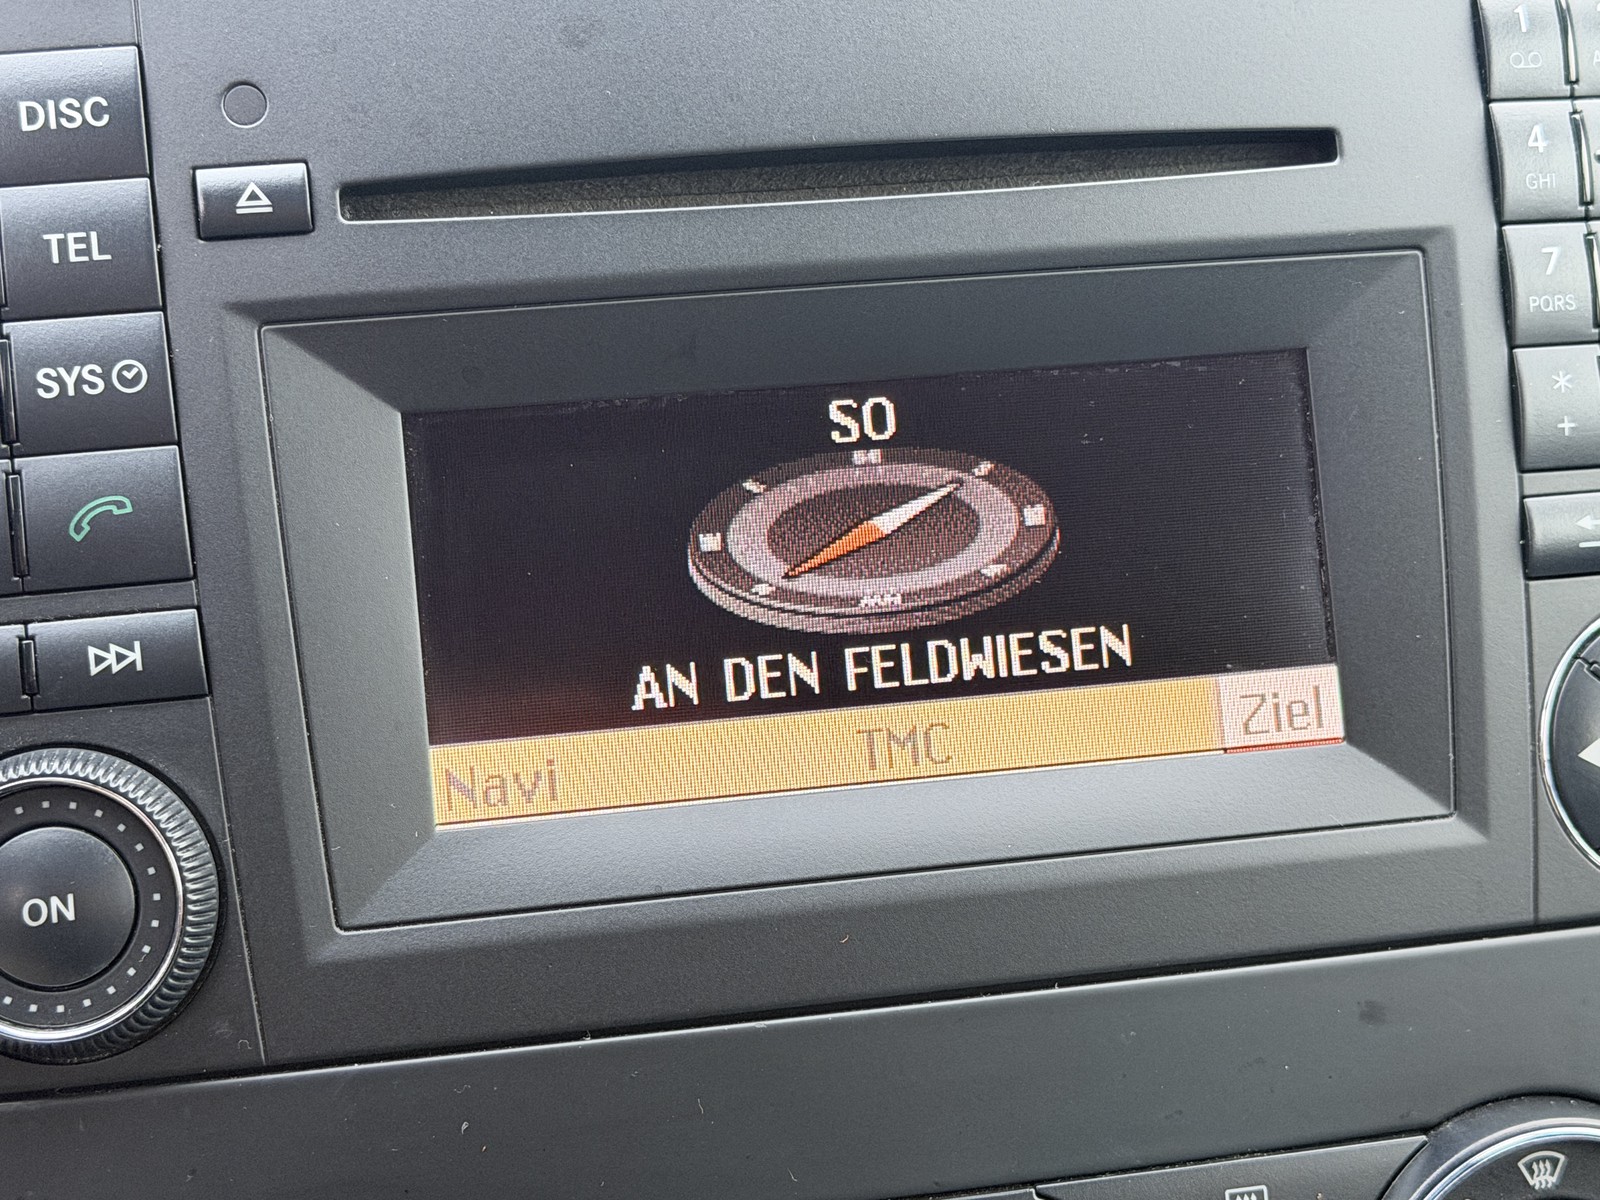 DISC
TEL
SYS
ON
SO
AN DEN FELDWIESEN
Navi
TMC
Ziel
1
4
GHI
7
PQRS
*
+